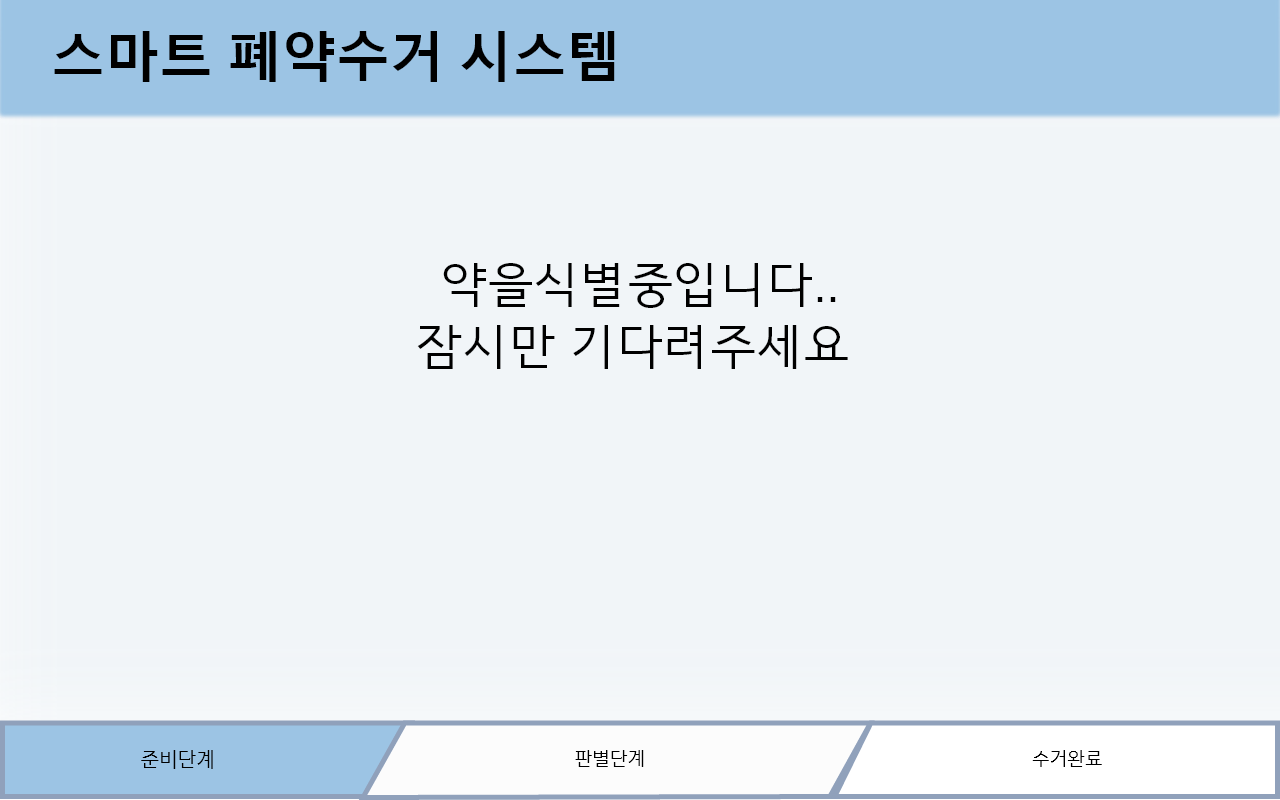 스마트 폐약수거 시스템
약을식별중입니다..
잠시만 기다려주세요
준비단계
판별단계
수거완료